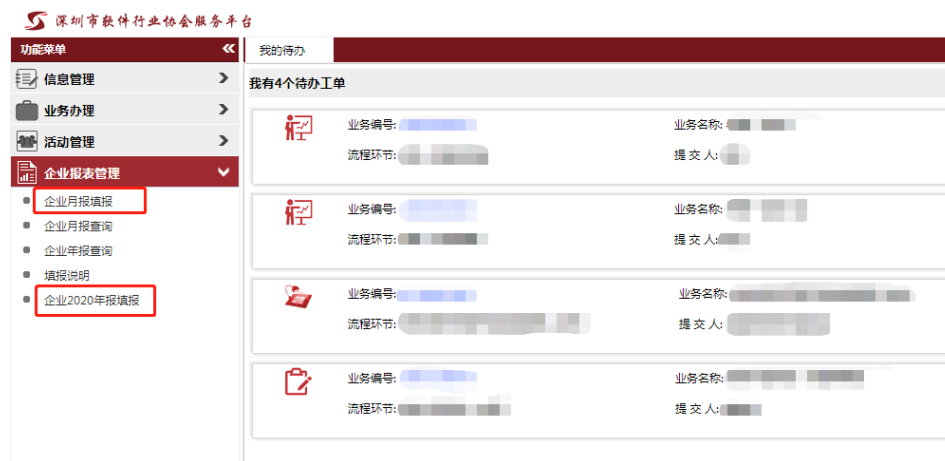 深圳市软件行业协会服务平台
功能菜单
我的待办
信息管理
业务办理
活动管理
企业报表管理
企业月报填报
企业月报查询
企业年报查询
填报说明
企业2020年报填报
我有4个待办工单
业务编号: 业务名称:
流程环节: 提 交 人:
业务编号: 业务名称:
流程环节: 提 交 人:
业务编号: 业务名称:
流程环节: 提 交 人:
业务编号: 业务名称:
流程环节: 提 交 人: